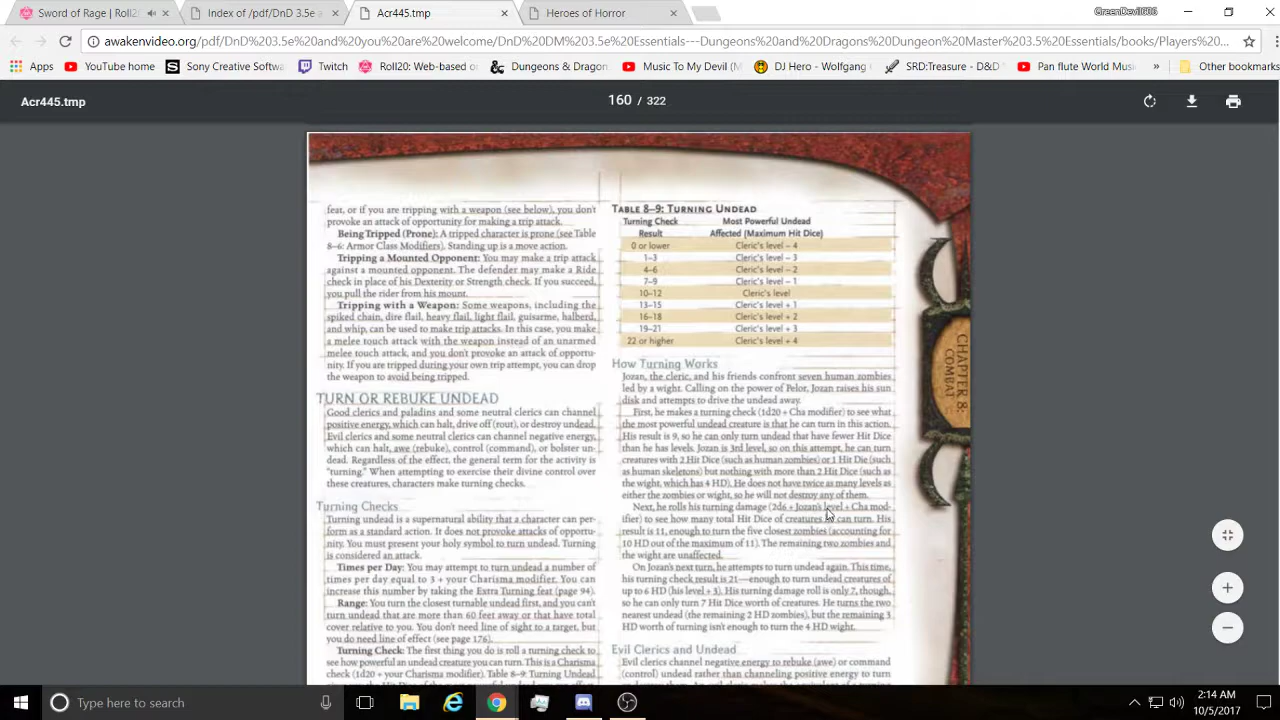 Sword of Rage | Roll20
Index of /pdf/DnD 3.5e a
Acr445.tmp
Heroes of Horror
GreenDevil606
awakenvideo.org/pdf/DnD%203.5e%20and%20you%20are%20welcome/DnD%20DM%203.5e%20Essentials---Dungeons%20and%20Dragons%20Dungeon%20Master%203.5%20Essentials/books/Players%20...
Apps
YouTube home
Sony Creative Softwa
Twitch
Roll20: Web-based or
Dungeons & Dragon
Music To My Devil (M
DJ Hero - Wolfgang
SRD:Treasure - D&D
Pan flute World Musi
»
Other bookmarks
Acr445.tmp
160 / 322
feat, or if you are tripping with a weapon (see below), you don't
provoke an attack of opportunity for making a trip attack.
Being Tripped (Prone): A tripped character is prone (see Table
8–6: Armor Class Modifiers). Standing up is a move action.
Tripping a Mounted Opponent: You may make a trip attack
against a mounted opponent. The defender may make a Ride
check in place of his Dexterity or Strength check. If you succeed,
you pull the rider from his mount.
Tripping with a Weapon: Some weapons, including the
spiked chain, dire flail, heavy flail, light flail, guisarme, halberd,
and whip, can be used to make trip attacks. In this case, you make
a melee touch attack with the weapon instead of an unarmed
melee touch attack, and you don't provoke an attack of opportu-
nity. If you are tripped during your own trip attempt, you can drop
the weapon to avoid being tripped.
TURN OR REBUKE UNDEAD
Good clerics and paladins and some neutral clerics can channel
positive energy, which can halt, drive off (rout), or destroy undead.
Evil clerics and some neutral clerics can channel negative energy,
which can halt, awe (rebuke), control (command), or bolster un-
dead. Regardless of the effect, the general term for the activity is
"turning." When attempting to exercise their divine control over
these creatures, characters make turning checks.
Turning Checks
Turning undead is a supernatural ability that a character can per-
form as a standard action. It does not provoke attacks of opportu-
nity. You must present your holy symbol to turn undead. Turning
is considered an attack.
Times per Day: You may attempt to turn undead a number of
times per day equal to 3 + your Charisma modifier. You can
increase this number by taking the Extra Turning feat (page 94).
Range: You turn the closest turnable undead first, and you can't
turn undead that are more than 60 feet away or that have total
cover relative to you. You don't need line of sight to a target, but
you do need line of effect (see page 176).
Turning Check: The first thing you do is roll a turning check to
see how powerful an undead creature you can turn. This is a Charisma
check (1d20 + your Charisma modifier). Table 8–9: Turning Undead
TABLE 8–9: TURNING UNDEAD
Turning Check Most Powerful Undead
Result Affected (Maximum Hit Dice)
0 or lower Cleric's level – 4
1–3 Cleric's level – 3
4–6 Cleric's level – 2
7–9 Cleric's level – 1
10–12 Cleric's level
13–15 Cleric's level + 1
16–18 Cleric's level + 2
19–21 Cleric's level + 3
22 or higher Cleric's level + 4
How Turning Works
Jozan, the cleric, and his friends confront seven human zombies
led by a wight. Calling on the power of Pelor, Jozan raises his sun
disk and attempts to drive the undead away.
First, he makes a turning check (1d20 + Cha modifier) to see what
the most powerful undead creature is that he can turn in this action.
His result is 9, so he can only turn undead that have fewer Hit Dice
than he has levels. Jozan is 3rd level, so on this attempt, he can turn
creatures with 2 Hit Dice (such as human zombies) or 1 Hit Die (such
as human skeletons) but nothing with more than 2 Hit Dice (such as
the wight, which has 4 HD). He does not have twice as many levels as
either the zombies or wight, so he will not destroy any of them.
Next, he rolls his turning damage (2d6 + Jozan's level + Cha mod-
ifier) to see how many total Hit Dice of creatures he can turn. His
result is 11, enough to turn the five closest zombies (accounting for
10 HD out of the maximum of 11). The remaining two zombies and
the wight are unaffected.
On Jozan's next turn, he attempts to turn undead again. This time,
his turning check result is 21—enough to turn undead creatures of
up to 6 HD (his level + 3). His turning damage roll is only 7, though,
so he can only turn 7 Hit Dice worth of creatures. He turns the two
nearest undead (the remaining 2 HD zombies), but the remaining 3
HD worth of turning isn't enough to turn the 4 HD wight.
Evil Clerics and Undead
Evil clerics channel negative energy to rebuke (awe) or command
(control) undead rather than channeling positive energy to turn
CHAPTER 8:
COMBAT
Type here to search
2:14 AM
10/5/2017